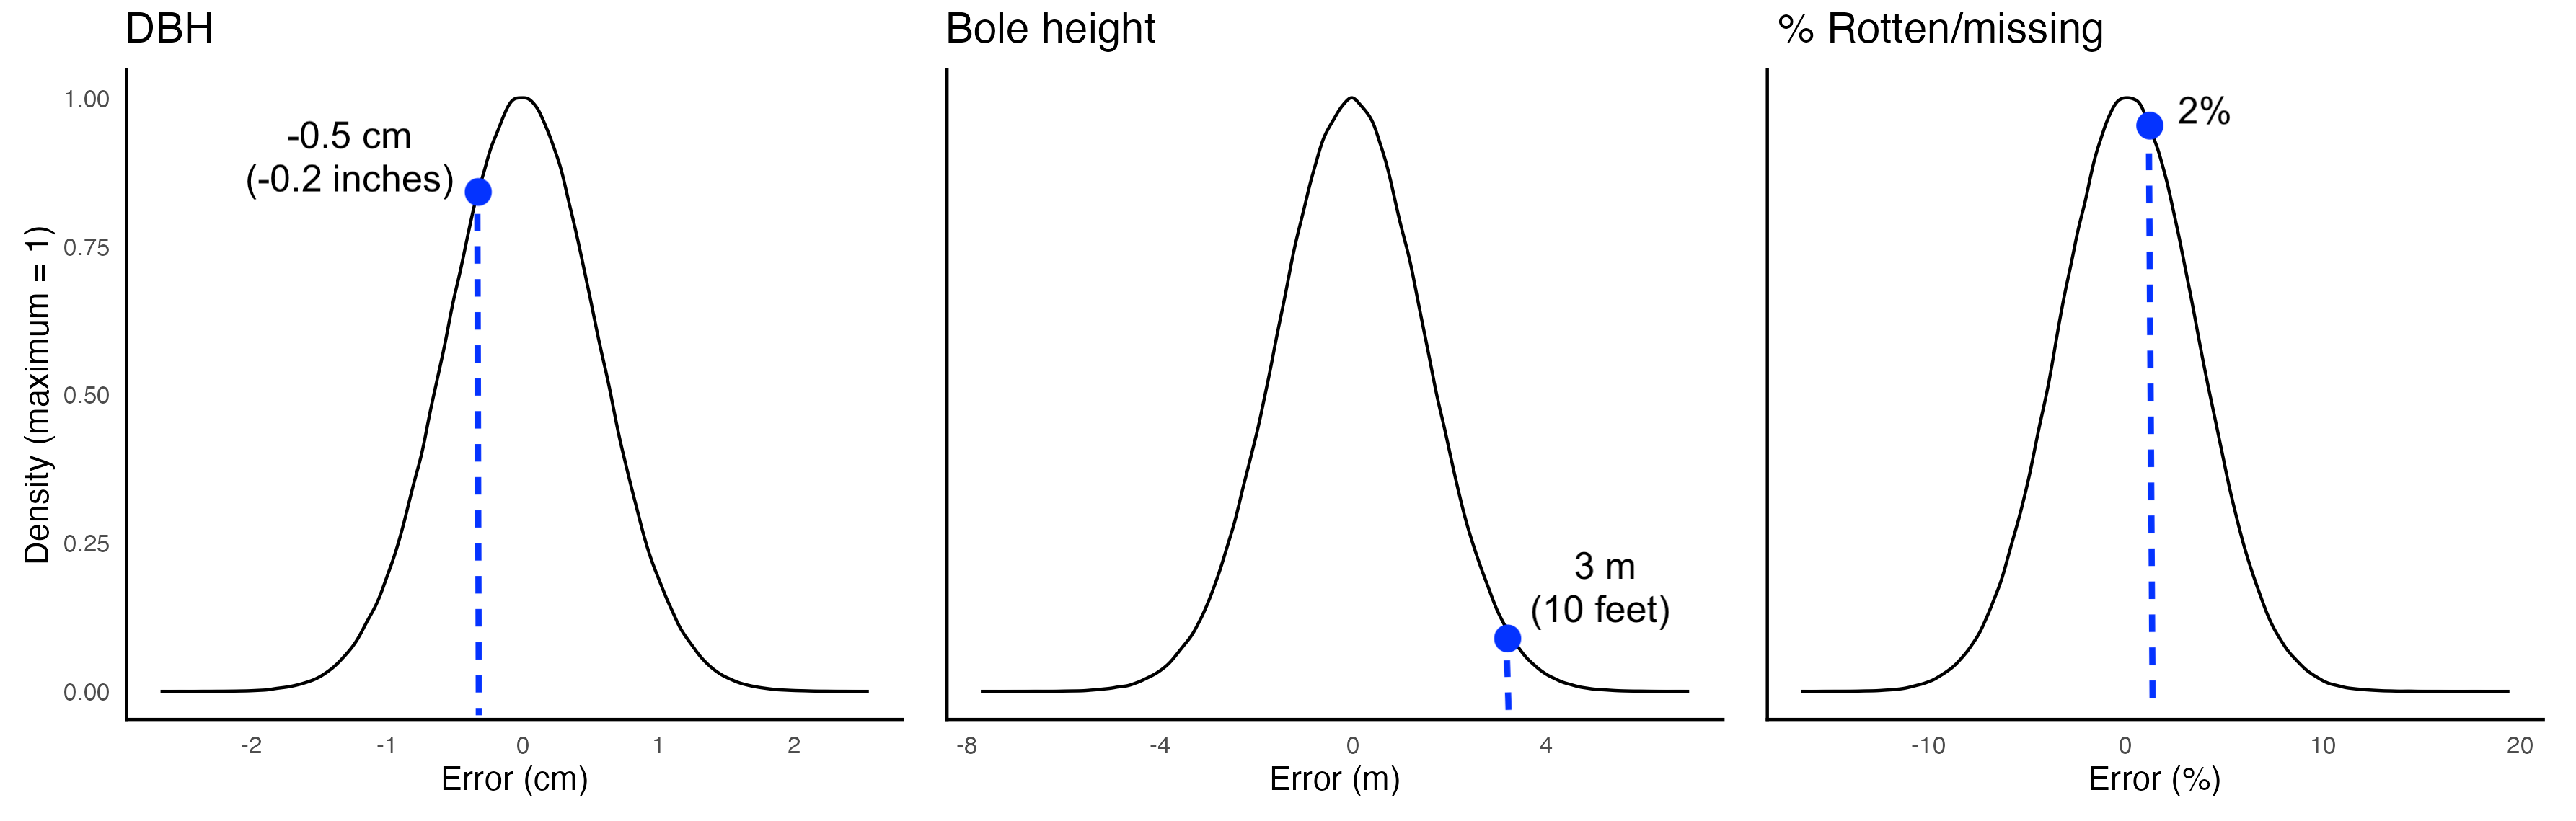 DBH
Bole height
% Rotten/missing
Density (maximum = 1)
1.00
0.75
0.50
0.25
0.00
-0.5 cm
(-0.2 inches)
-2
-1
0
1
2
Error (cm)
3 m
(10 feet)
-8
-4
0
4
Error (m)
2%
-10
0
10
20
Error (%)